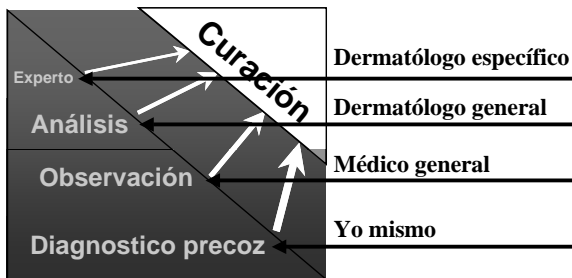 Curación
Experto
Dermatólogo específico
Análisis
Dermatólogo general
Observación
Médico general
Diagnostico precoz
Yo mismo